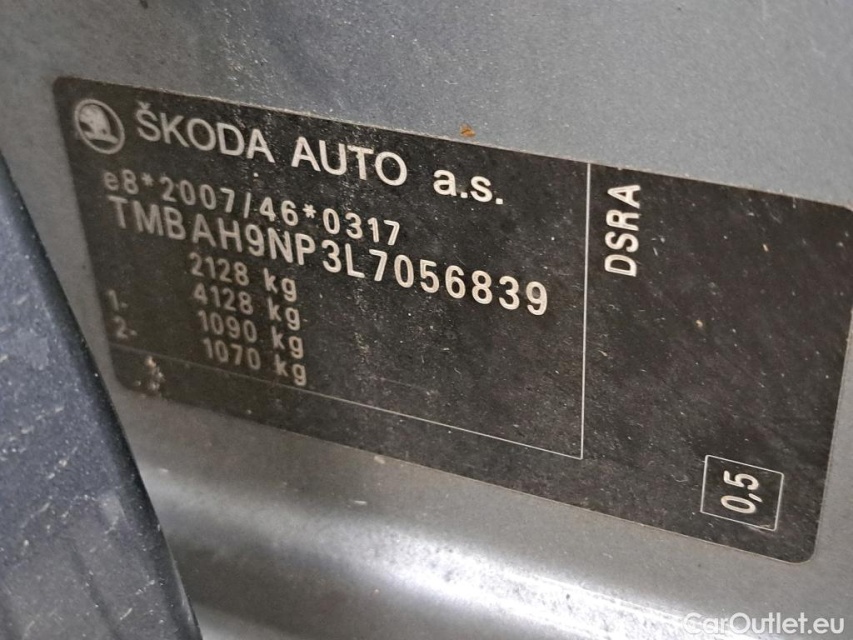 ŠKODA AUTO a.s.
e8*2007/46*0317
TMBAH9NP3L7056839
2128 kg
4128 kg
1- 1090 kg
2- 1070 kg
DSRA
0,5
CarOutlet.eu